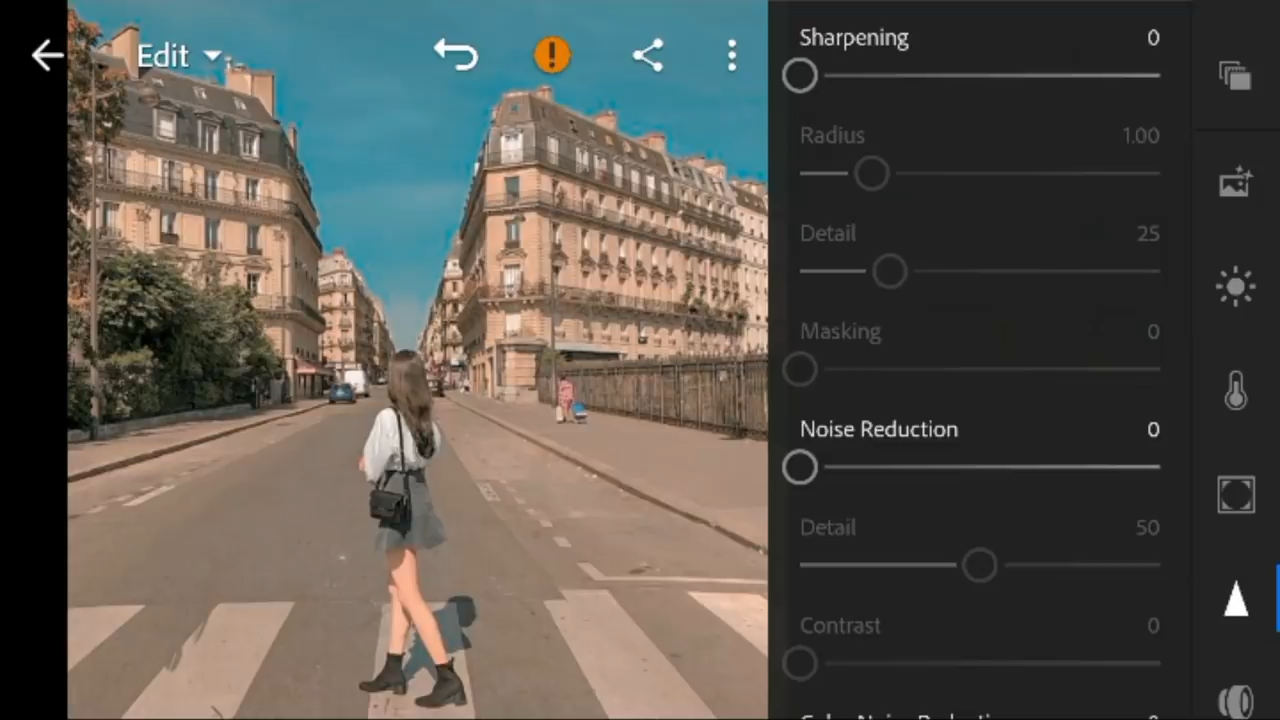 Edit
Sharpening 0
Radius 1.00
Detail 25
Masking 0
Noise Reduction 0
Detail 50
Contrast 0